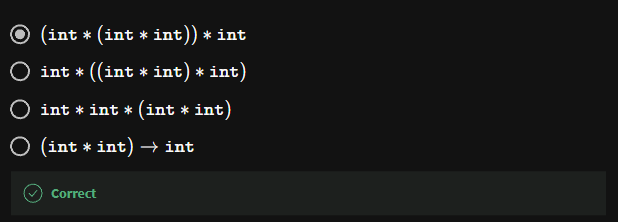 (int * (int * int)) * int
int * ((int * int) * int)
int * int * (int * int)
(int * int) → int
Correct